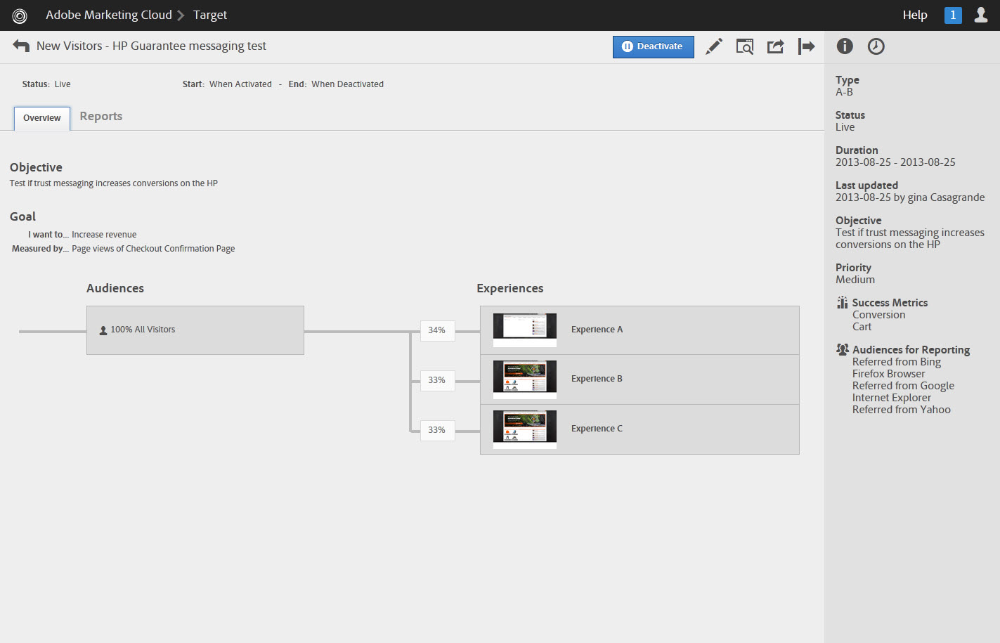 Adobe Marketing Cloud Target
Help 1
New Visitors - HP Guarantee messaging test
Deactivate
Status: Live
Start: When Activated - End: When Deactivated
Overview Reports
Objective
Test if trust messaging increases conversions on the HP
Goal
I want to... Increase revenue
Measured by... Page views of Checkout Confirmation Page
Audiences
100% All Visitors
Experiences
34% Experience A
33% Experience B
33% Experience C
Type
A-B
Status
Live
Duration
2013-08-25 - 2013-08-25
Last updated
2013-08-25 by gina Casagrande
Objective
Test if trust messaging increases
conversions on the HP
Priority
Medium
Success Metrics
Conversion
Cart
Audiences for Reporting
Referred from Bing
Firefox Browser
Referred from Google
Internet Explorer
Referred from Yahoo